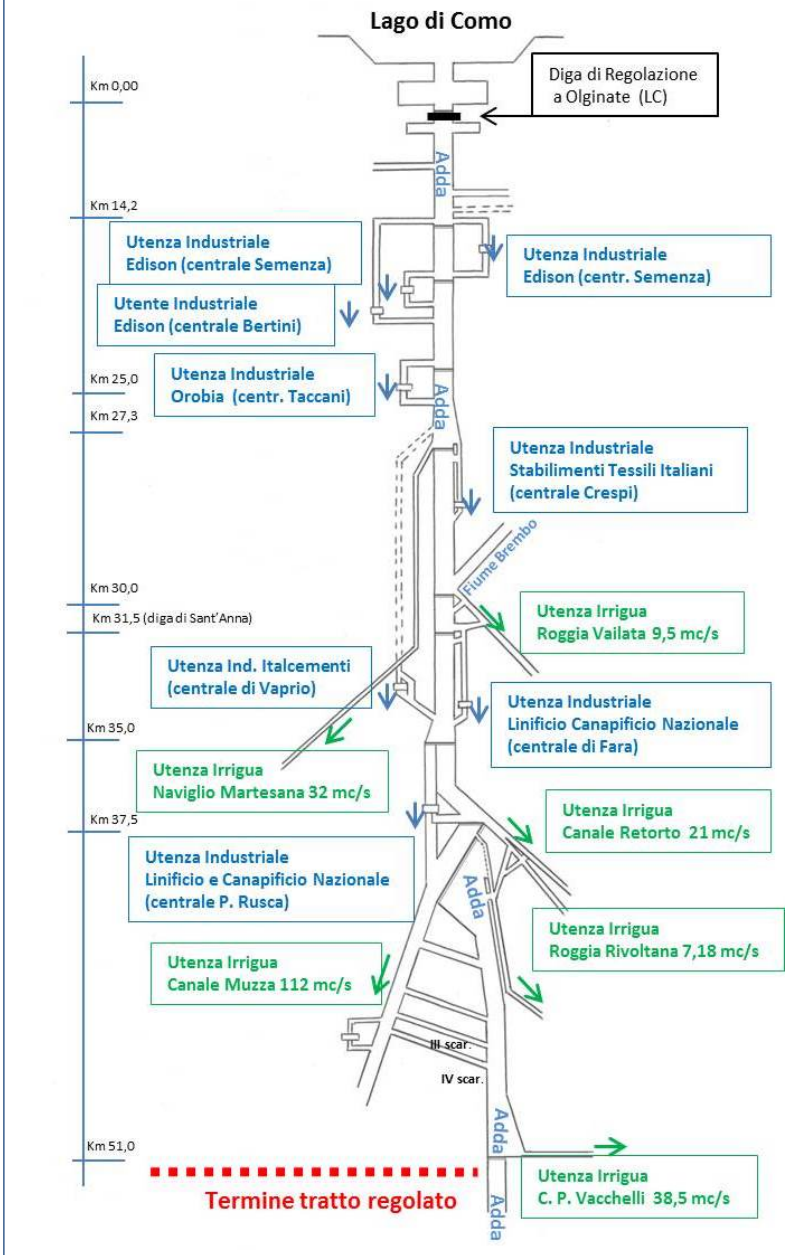 Lago di Como
Km 0,00
Diga di Regolazione
a Olginate (LC)
Adda
Km 14,2
Utenza Industriale
Edison (centrale Semenza)
Utenza Industriale
Edison (centr. Semenza)
Utente Industriale
Edison (centrale Bertini)
Utenza Industriale
Orobia (centr. Taccani)
Km 25,0
Adda
Km 27,3
Utenza Industriale
Stabilimenti Tessili Italiani
(centrale Crespi)
Fiume Brembo
Km 30,0
Km 31,5 (diga di Sant'Anna)
Utenza Irrigua
Roggia Vailata 9,5 mc/s
Utenza Ind. Italcementi
(centrale di Vaprio)
Utenza Industriale
Linificio Canapificio Nazionale
(centrale di Fara)
Km 35,0
Utenza Irrigua
Naviglio Martesana 32 mc/s
Utenza Irrigua
Canale Retorto 21 mc/s
Km 37,5
Utenza Industriale
Linificio e Canapificio Nazionale
(centrale P. Rusca)
Adda
Utenza Irrigua
Roggia Rivoltana 7,18 mc/s
Utenza Irrigua
Canale Muzza 112 mc/s
III scar.
IV scar.
Adda
Km 51,0
Utenza Irrigua
C. P. Vacchelli 38,5 mc/s
Termine tratto regolato
Adda